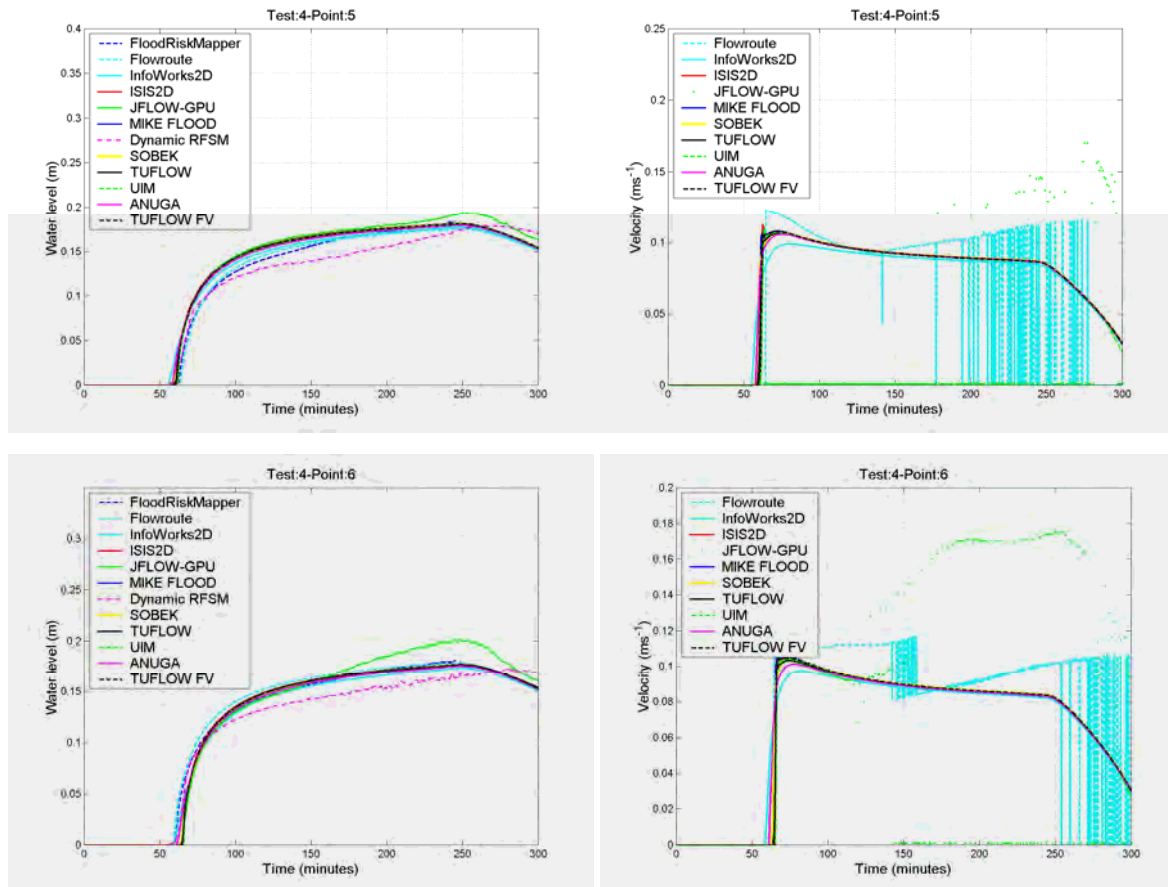 Test:4-Point:5
0.4
0.35
0.3
0.25
0.2
0.15
0.1
0.05
0
Water level (m)
FloodRiskMapper
Flowroute
InfoWorks2D
ISIS2D
JFLOW-GPU
MIKE FLOOD
Dynamic RFSM
SOBEK
TUFLOW
UIM
ANUGA
TUFLOW FV
0 50 100 150 200 250 300
Time (minutes)
Test:4-Point:5
0.25
0.2
0.15
0.1
0.05
0
Velocity (ms⁻¹)
Flowroute
InfoWorks2D
ISIS2D
JFLOW-GPU
MIKE FLOOD
SOBEK
TUFLOW
UIM
ANUGA
TUFLOW FV
0 50 100 150 200 250 300
Time (minutes)
Test:4-Point:6
0.3
0.25
0.2
0.15
0.1
0.05
0
Water level (m)
FloodRiskMapper
Flowroute
InfoWorks2D
ISIS2D
JFLOW-GPU
MIKE FLOOD
Dynamic RFSM
SOBEK
TUFLOW
UIM
ANUGA
TUFLOW FV
0 50 100 150 200 250 300
Time (minutes)
Test:4-Point:6
0.2
0.18
0.16
0.14
0.12
0.1
0.08
0.06
0.04
0.02
0
Velocity (ms⁻¹)
Flowroute
InfoWorks2D
ISIS2D
JFLOW-GPU
MIKE FLOOD
SOBEK
TUFLOW
UIM
ANUGA
TUFLOW FV
0 50 100 150 200 250 300
Time (minutes)